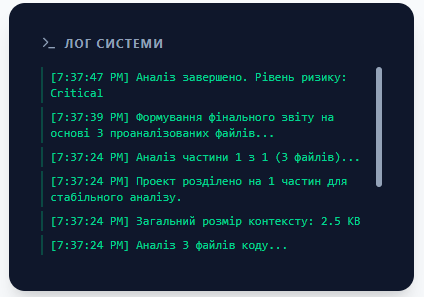 ЛОГ СИСТЕМИ
[7:37:47 PM] Аналіз завершено. Рівень ризику:
Critical
[7:37:39 PM] Формування фінального звіту на
основі 3 проаналізованих файлів...
[7:37:24 PM] Аналіз частини 1 з 1 (3 файлів)...
[7:37:24 PM] Проект розділено на 1 частин для
стабільного аналізу.
[7:37:24 PM] Загальний розмір контексту: 2.5 KB
[7:37:24 PM] Аналіз 3 файлів коду...